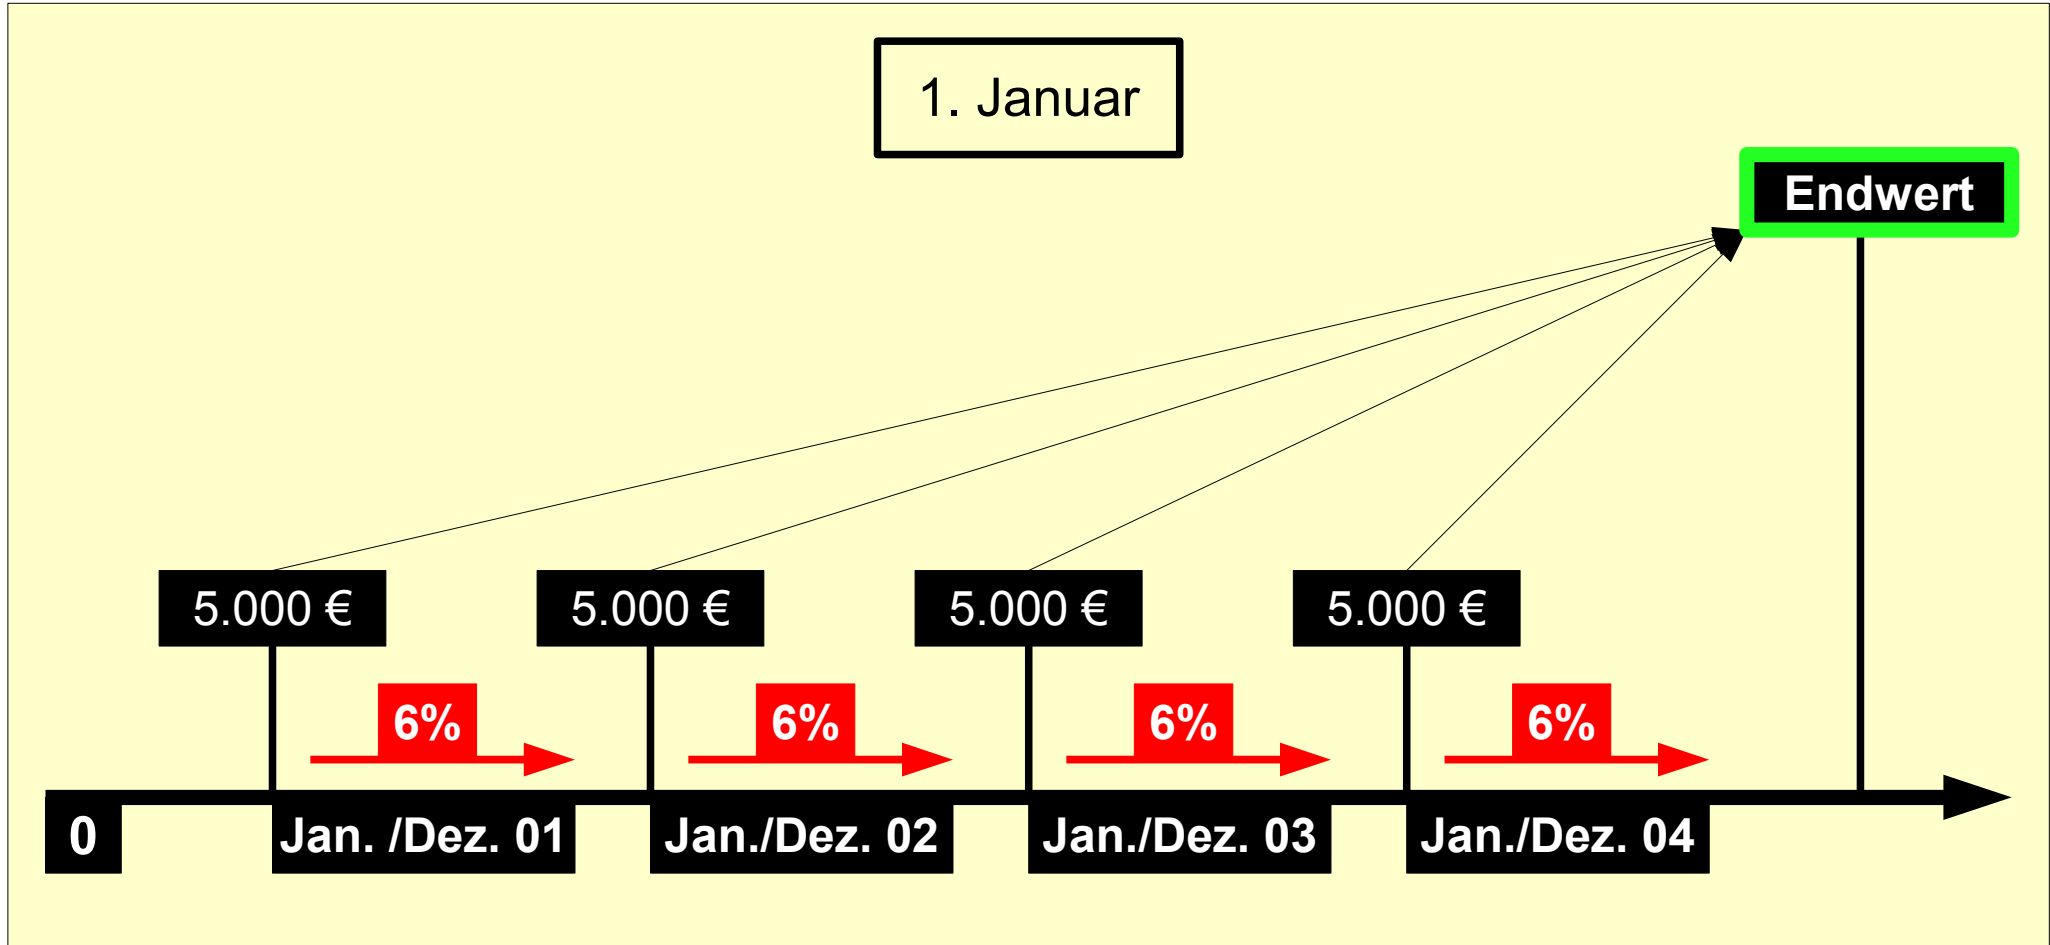 1. Januar
Endwert
5.000 €
5.000 €
5.000 €
5.000 €
6%
6%
6%
6%
0
Jan. /Dez. 01
Jan./Dez. 02
Jan./Dez. 03
Jan./Dez. 04